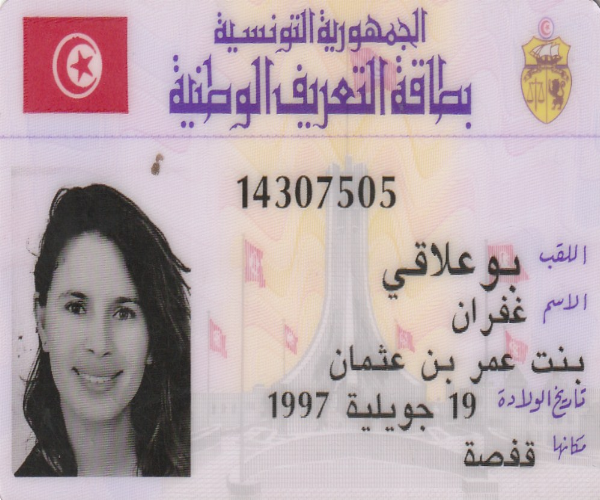 الجمهورية التونسية
بطاقة التعريف الوطنية
14307505
اللقب بوعلاقي
الاسم غفران
بنت عمر بن عثمان
تاريخ الولادة 19 جويلية 1997
مكانها قفصة